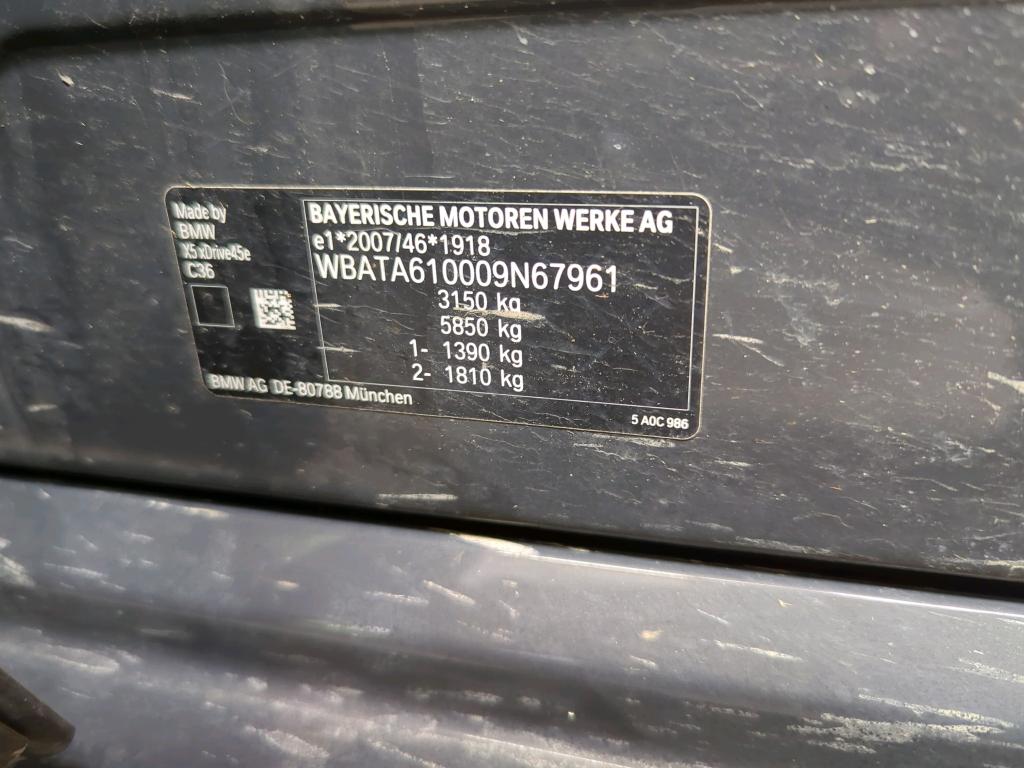 Made by
BMW
X5 xDrive45e
C36
BAYERISCHE MOTOREN WERKE AG
e1*2007/46*1918
WBATA610009N67961
3150 kg
5850 kg
1- 1390 kg
2- 1810 kg
BMW AG DE-80788 München
5 A0C 986